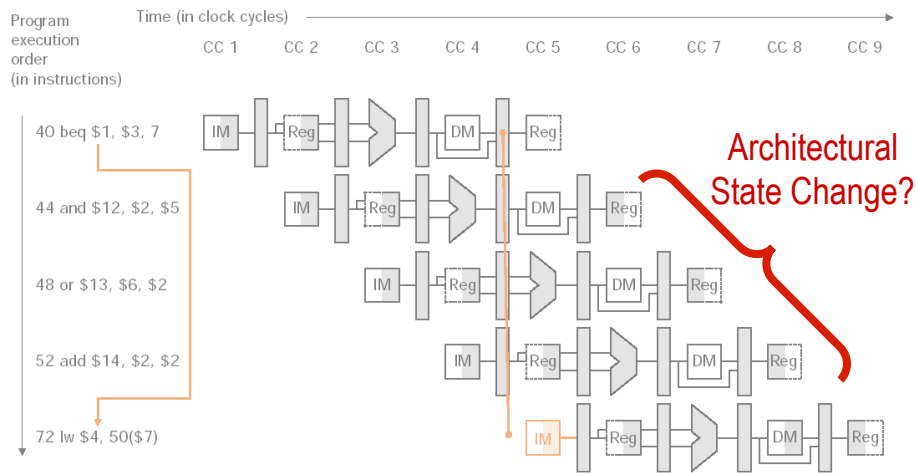 Time (in clock cycles)
Program
execution
order
(in instructions)
CC 1 CC 2 CC 3 CC 4 CC 5 CC 6 CC 7 CC 8 CC 9
40 beq $1, $3, 7
IM Reg DM Reg
Architectural
State Change?
44 and $12, $2, $5
IM Reg DM Reg
48 or $13, $6, $2
IM Reg DM Reg
52 add $14, $2, $2
IM Reg DM Reg
72 lw $4, 50($7)
IM Reg DM Reg